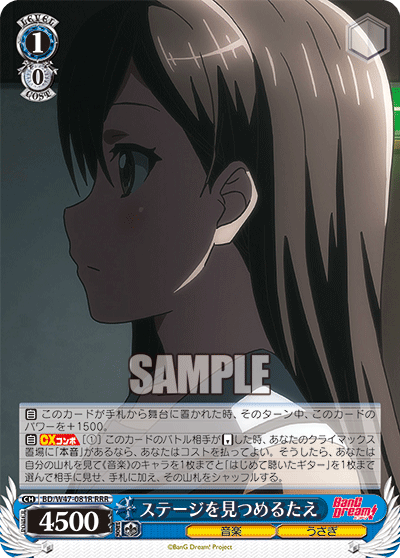 LEVEL
1
0
COST
SAMPLE
自 このカードが手札から舞台に置かれた時、そのターン中、このカードの
パワーを＋1500。
自 CXコンボ ［⑴］ このカードのバトル相手がした時、あなたのクライマックス
置場に「本音」があるなら、あなたはコストを払ってよい。そうしたら、あなたは
自分の山札を見て《音楽》のキャラを1枚までと「はじめて聴いたギター」を1枚まで
選んで相手に見せ、手札に加え、その山札をシャッフルする。
CH BD/W47-081R RRR
4500
ステージを見つめるたえ
BanG Dream!
音楽 うさぎ
©BanG Dream! Project